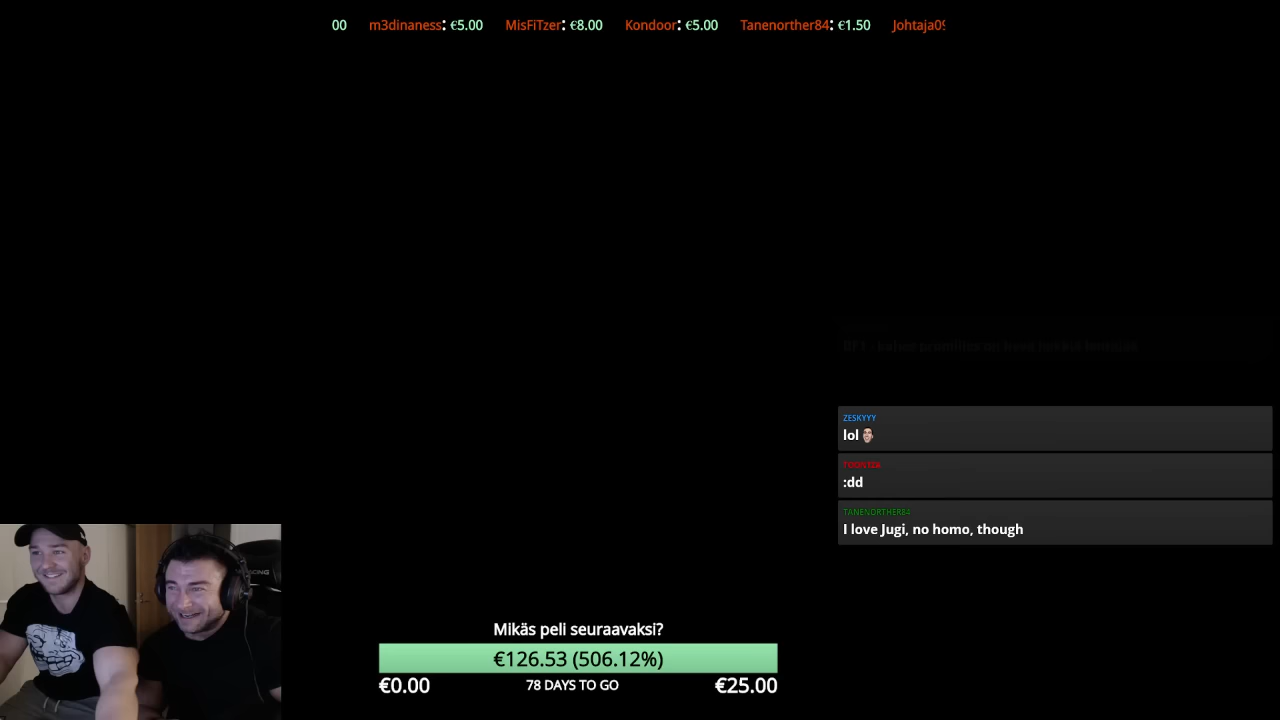 00 m3dinaness: €5.00 MisFiTzer: €8.00 Kondoor: €5.00 Tanenorther84: €1.50 Johtaja09
ZESKYYY
lol
:dd
TANENORTHER84
I love Jugi, no homo, though
Mikäs peli seuraavaksi?
€126.53 (506.12%)
€0.00 78 DAYS TO GO €25.00